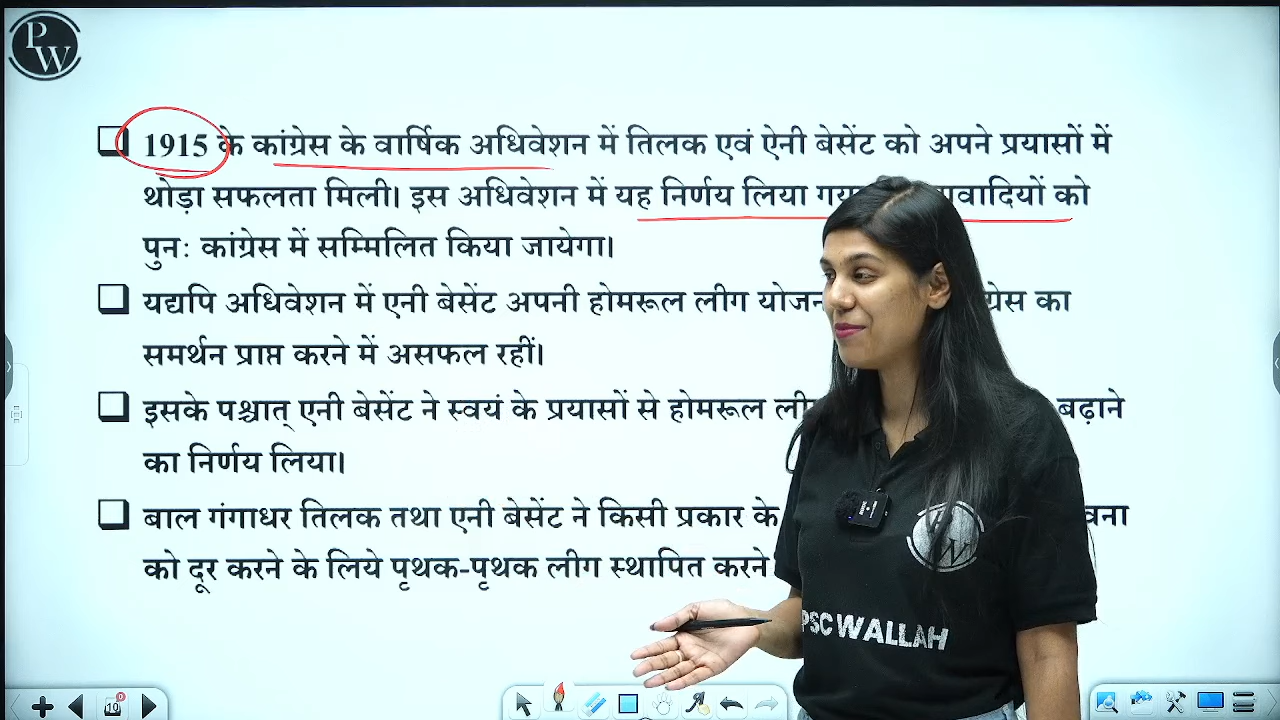 PW
1915 के कांग्रेस के वार्षिक अधिवेशन में तिलक एवं ऐनी बेसेंट को अपने प्रयासों में
थोड़ा सफलता मिली। इस अधिवेशन में यह निर्णय लिया को
पुनः कांग्रेस में सम्मिलित किया जायेगा।
यद्यपि अधिवेशन में एनी बेसेंट अपनी होमरूल लीग का
समर्थन प्राप्त करने में असफल रहीं।
इसके पश्चात् एनी बेसेंट ने स्वयं के प्रयासों से होमरूल बढ़ाने
का निर्णय लिया।
बाल गंगाधर तिलक तथा एनी बेसेंट ने किसी प्रकार के
को दूर करने के लिये पृथक-पृथक लीग स्थापित करने
PW
PSC WALLAH
10